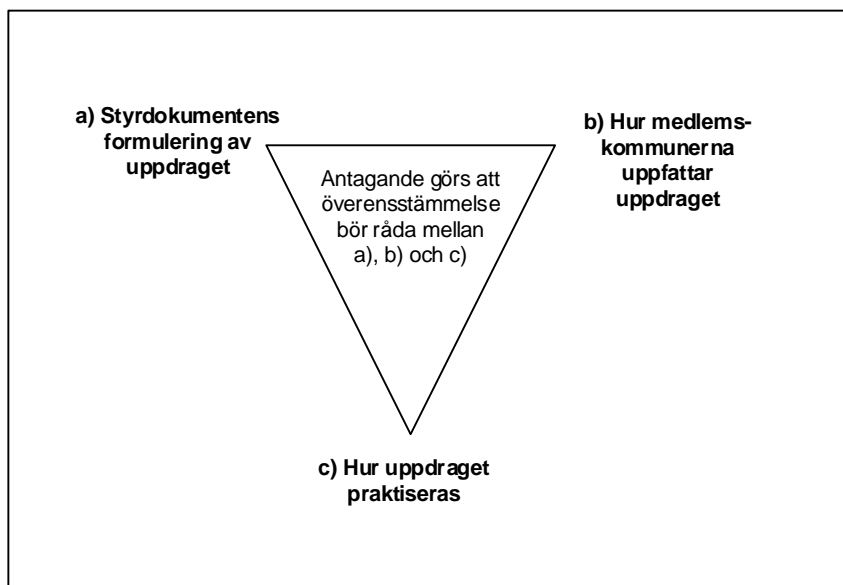 a) Styrdokumentens
formulering av
uppdraget
b) Hur medlems-
kommunerna
uppfattar
uppdraget
Antagande görs att
överensstämmelse
bör råda mellan
a), b) och c)
c) Hur uppdraget
praktiseras